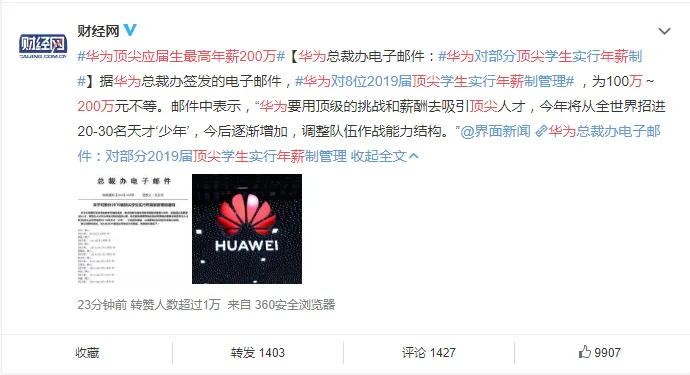 财经网
财经网
CAIJING.COM.CN
#华为顶尖应届生最高年薪200万#【华为总裁办电子邮件：#华为对部分顶尖学生实行年薪制
#】据华为总裁办签发的电子邮件，#华为对8位2019届顶尖学生实行年薪制管理# ，为100万～
200万元不等。邮件中表示，“华为要用顶级的挑战和薪酬去吸引顶尖人才，今年将从全世界招进
20-30名天才‘少年’，今后逐渐增加，调整队伍作战能力结构。”@界面新闻 华为总裁办电子邮
件：对部分2019届顶尖学生实行年薪制管理 收起全文
总 裁 办 电 子 邮 件
HUAWEI
23分钟前 转赞人数超过1万 来自 360安全浏览器
收藏
转发 1403
评论 1427
9907